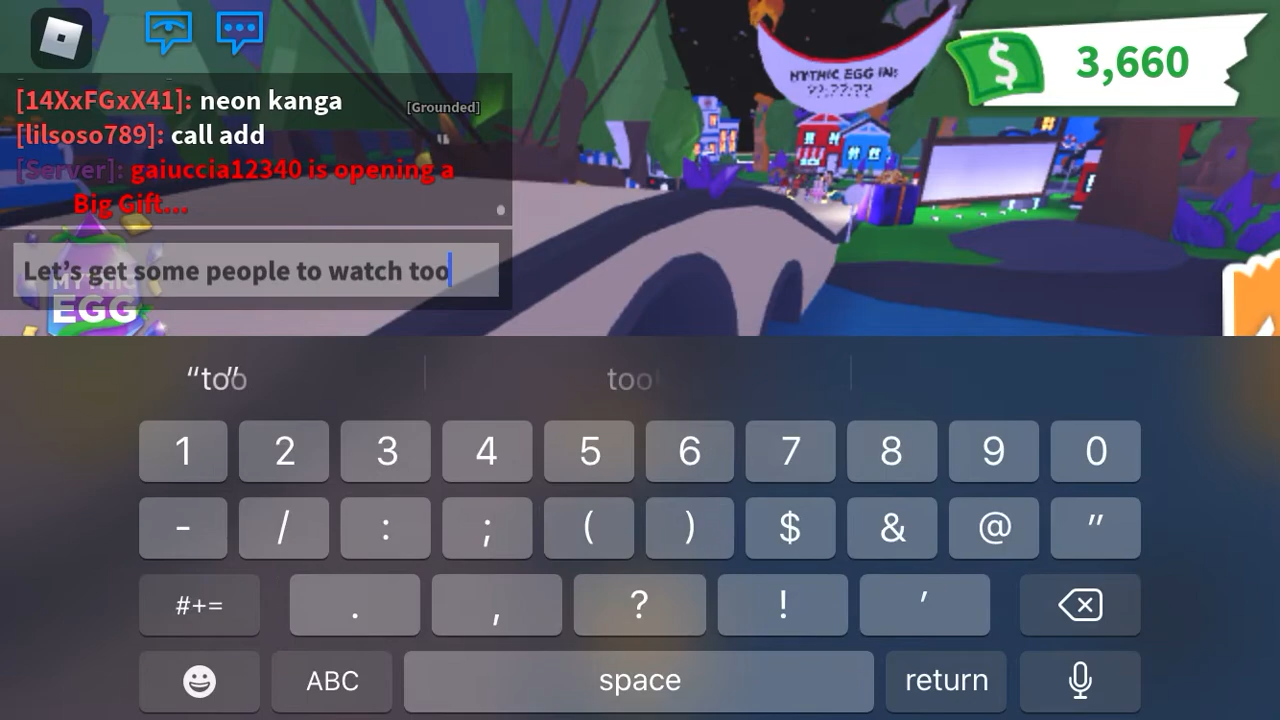 MYTHIC EGG IN:
3,660
[14XxFGxX41]: neon kanga
[Grounded]
[lilsoso789]: call add
[Server]: gaiuccia12340 is opening a
Big Gift...
Let's get some people to watch too
MYTHIC
EGG
“too” too
1 2 3 4 5 6 7 8 9 0
- / : ; ( ) $ & @ "
#+= . , ? ! '
ABC space return